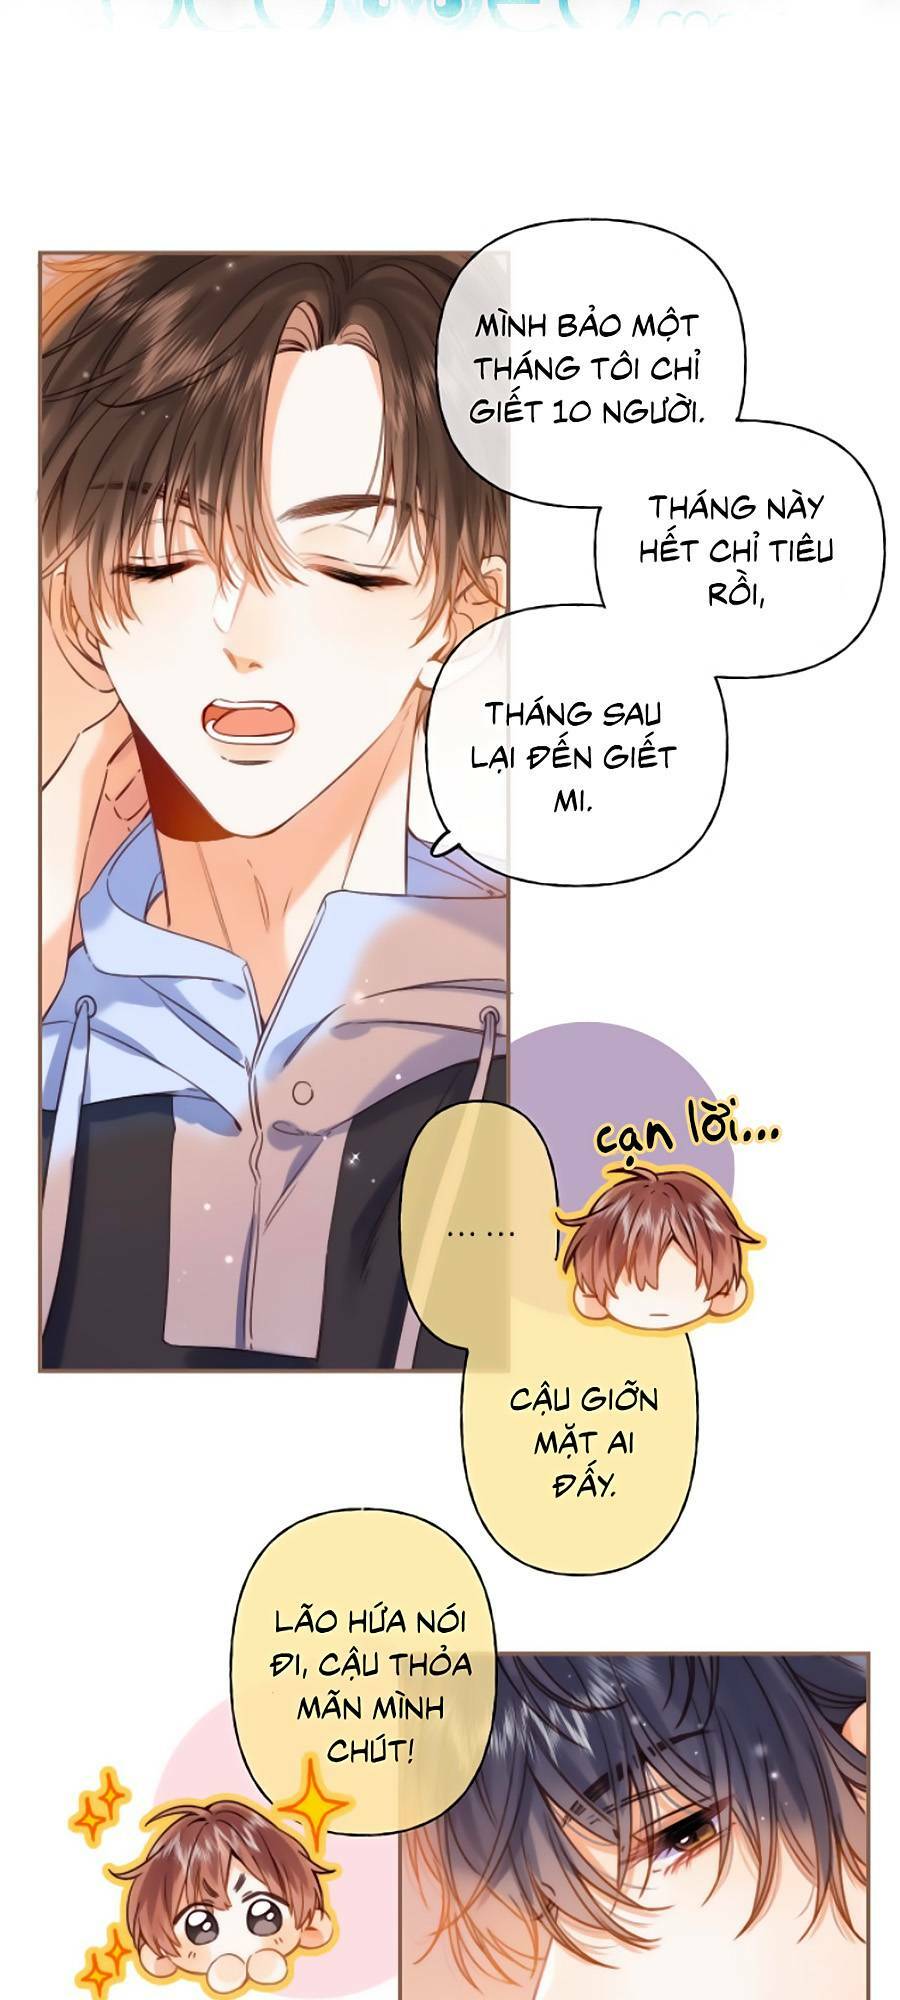 MÌNH BẢO MỘT
THÁNG TÔI CHỈ
GIẾT 10 NGƯỜI.
THÁNG NÀY
HẾT CHỈ TIÊU
RỒI,
THÁNG SAU
LẠI ĐẾN GIẾT
MI.
cạn lời...
... ...
CẬU GIỠN
MẶT AI
ĐẤY.
LÃO HỨA NÓI
ĐI, CẬU THỎA
MÃN MÌNH
CHÚT!